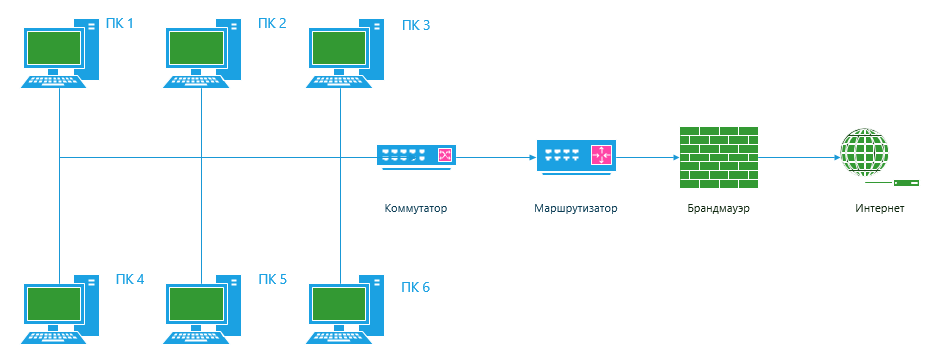 ПК 1
ПК 2
ПК 3
Коммутатор
Маршрутизатор
Брандмауэр
Интернет
ПК 4
ПК 5
ПК 6